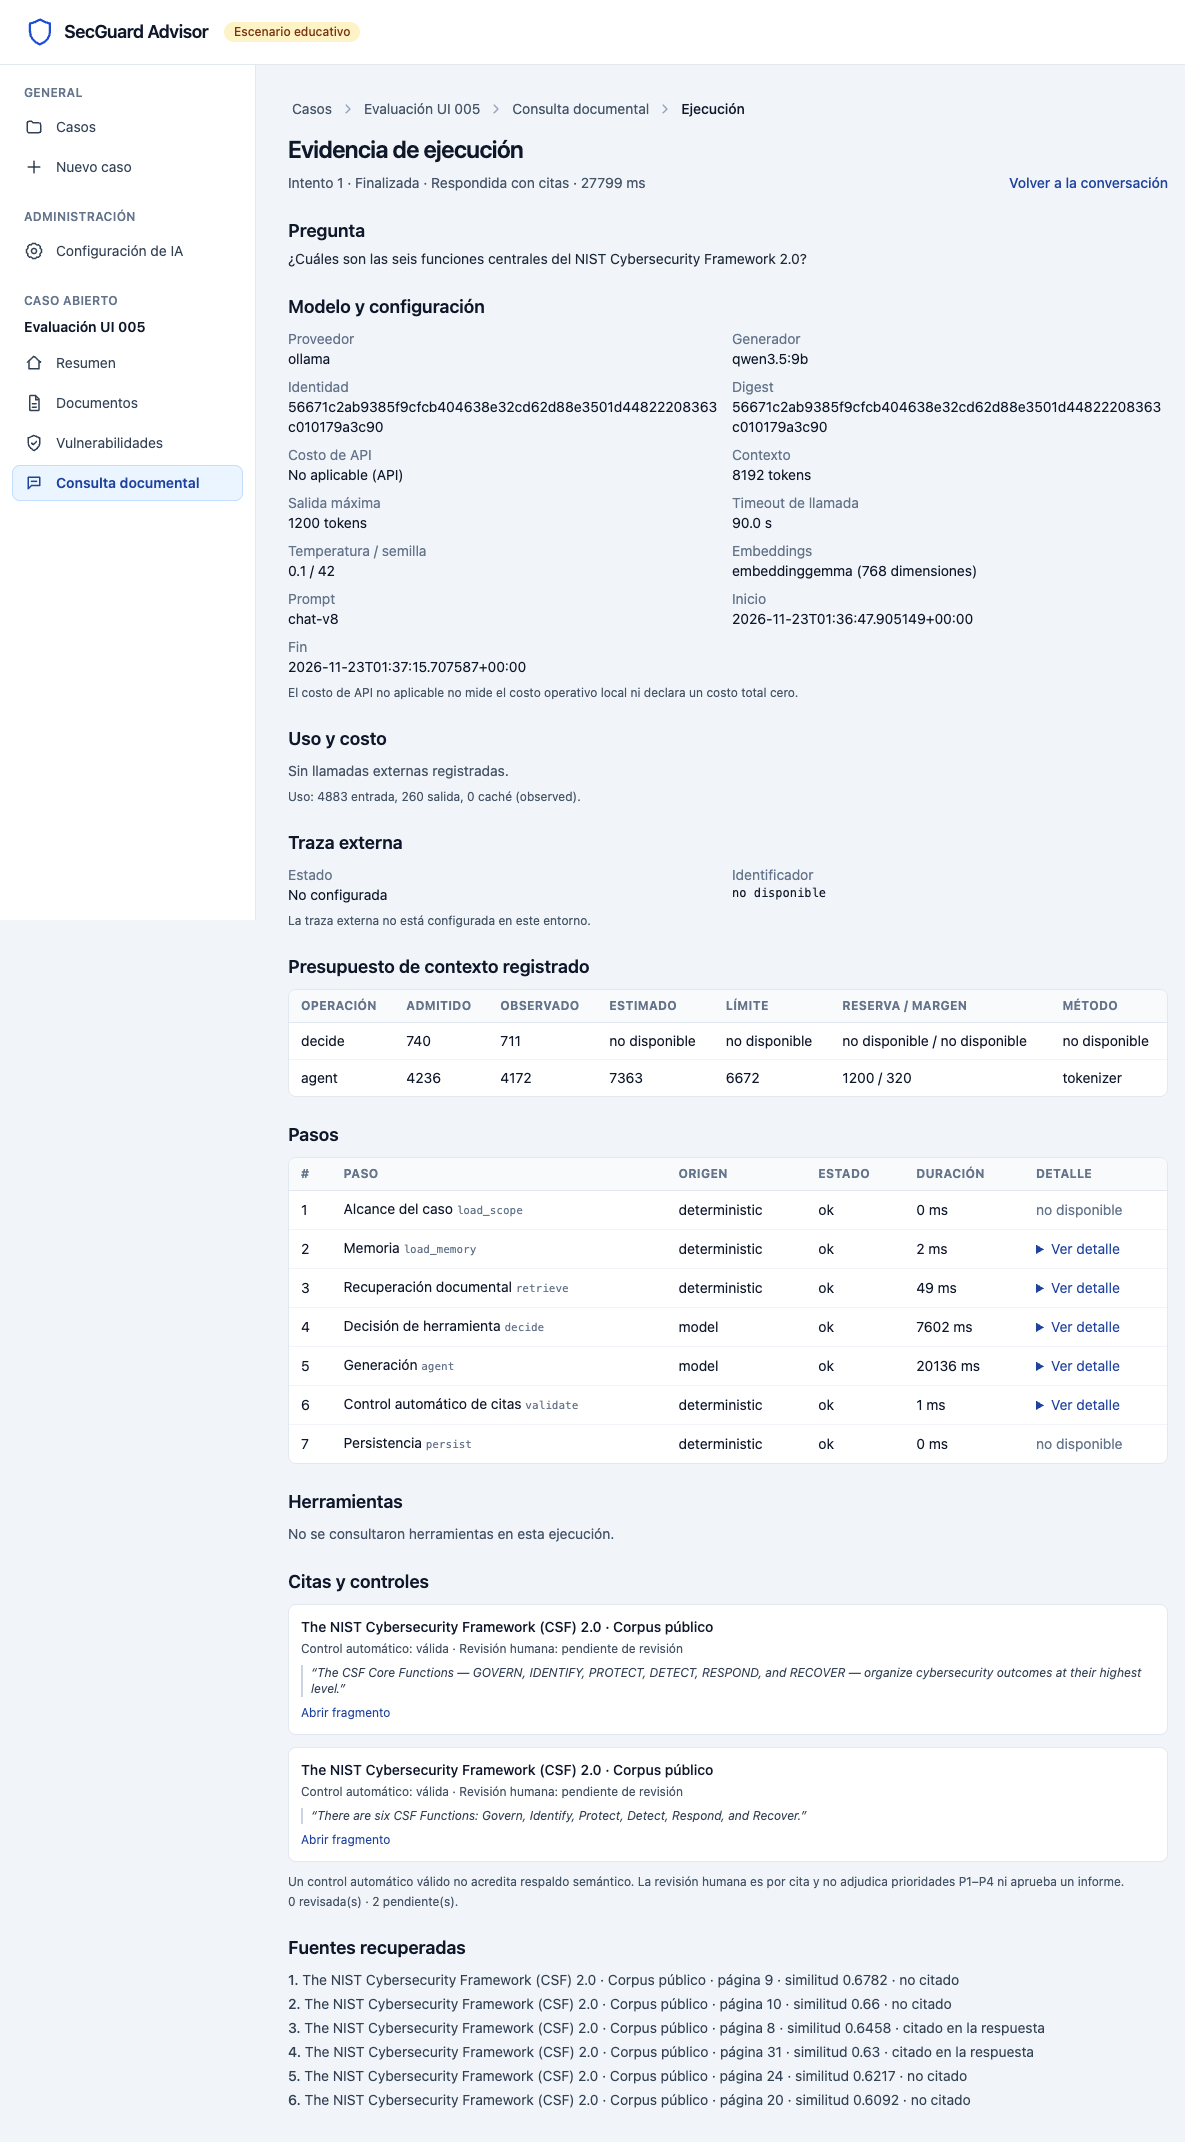 SecGuard Advisor
Escenario educativo
GENERAL
Casos
Nuevo caso
ADMINISTRACIÓN
Configuración de IA
CASO ABIERTO
Evaluación UI 005
Resumen
Documentos
Vulnerabilidades
Consulta documental
Casos > Evaluación UI 005 > Consulta documental > Ejecución
Evidencia de ejecución
Intento 1 · Finalizada · Respondida con citas · 27799 ms
Volver a la conversación
Pregunta
¿Cuáles son las seis funciones centrales del NIST Cybersecurity Framework 2.0?
Modelo y configuración
Proveedor
ollama
Generador
qwen3.5:9b
Identidad
56671c2ab9385f9cfcb404638e32cd62d88e3501d44822208363
c010179a3c90
Digest
56671c2ab9385f9cfcb404638e32cd62d88e3501d44822208363
c010179a3c90
Costo de API
No aplicable (API)
Contexto
8192 tokens
Salida máxima
1200 tokens
Timeout de llamada
90.0 s
Temperatura / semilla
0.1 / 42
Embeddings
embeddinggemma (768 dimensiones)
Prompt
chat-v8
Inicio
2026-11-23T01:36:47.905149+00:00
Fin
2026-11-23T01:37:15.707587+00:00
El costo de API no aplicable no mide el costo operativo local ni declara un costo total cero.
Uso y costo
Sin llamadas externas registradas.
Uso: 4883 entrada, 260 salida, 0 caché (observed).
Traza externa
Estado
No configurada
Identificador
no disponible
La traza externa no está configurada en este entorno.
Presupuesto de contexto registrado
OPERACIÓN ADMITIDO OBSERVADO ESTIMADO LÍMITE RESERVA / MARGEN MÉTODO
decide 740 711 no disponible no disponible no disponible / no disponible no disponible
agent 4236 4172 7363 6672 1200 / 320 tokenizer
Pasos
# PASO ORIGEN ESTADO DURACIÓN DETALLE
1 Alcance del caso load_scope deterministic ok 0 ms no disponible
2 Memoria load_memory deterministic ok 2 ms Ver detalle
3 Recuperación documental retrieve deterministic ok 49 ms Ver detalle
4 Decisión de herramienta decide model ok 7602 ms Ver detalle
5 Generación agent model ok 20136 ms Ver detalle
6 Control automático de citas validate deterministic ok 1 ms Ver detalle
7 Persistencia persist deterministic ok 0 ms no disponible
Herramientas
No se consultaron herramientas en esta ejecución.
Citas y controles
The NIST Cybersecurity Framework (CSF) 2.0 · Corpus público
Control automático: válida · Revisión humana: pendiente de revisión
“The CSF Core Functions — GOVERN, IDENTIFY, PROTECT, DETECT, RESPOND, and RECOVER — organize cybersecurity outcomes at their highest
level.”
Abrir fragmento
The NIST Cybersecurity Framework (CSF) 2.0 · Corpus público
Control automático: válida · Revisión humana: pendiente de revisión
“There are six CSF Functions: Govern, Identify, Protect, Detect, Respond, and Recover.”
Abrir fragmento
Un control automático válido no acredita respaldo semántico. La revisión humana es por cita y no adjudica prioridades P1–P4 ni aprueba un informe.
0 revisada(s) · 2 pendiente(s).
Fuentes recuperadas
1. The NIST Cybersecurity Framework (CSF) 2.0 · Corpus público · página 9 · similitud 0.6782 · no citado
2. The NIST Cybersecurity Framework (CSF) 2.0 · Corpus público · página 10 · similitud 0.66 · no citado
3. The NIST Cybersecurity Framework (CSF) 2.0 · Corpus público · página 8 · similitud 0.6458 · citado en la respuesta
4. The NIST Cybersecurity Framework (CSF) 2.0 · Corpus público · página 31 · similitud 0.63 · citado en la respuesta
5. The NIST Cybersecurity Framework (CSF) 2.0 · Corpus público · página 24 · similitud 0.6217 · no citado
6. The NIST Cybersecurity Framework (CSF) 2.0 · Corpus público · página 20 · similitud 0.6092 · no citado